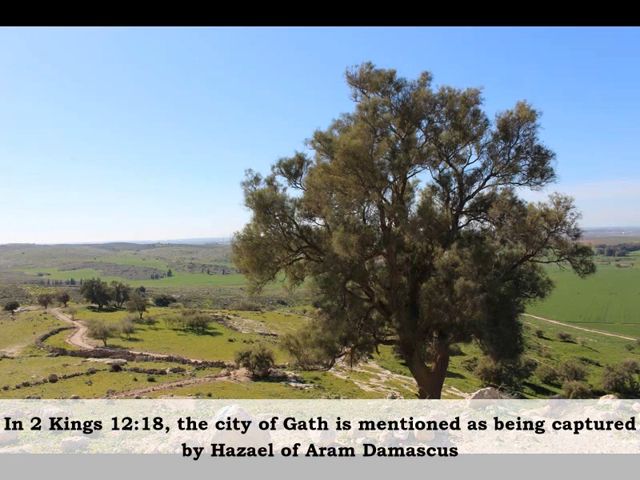 In 2 Kings 12:18, the city of Gath is mentioned as being captured
by Hazael of Aram Damascus